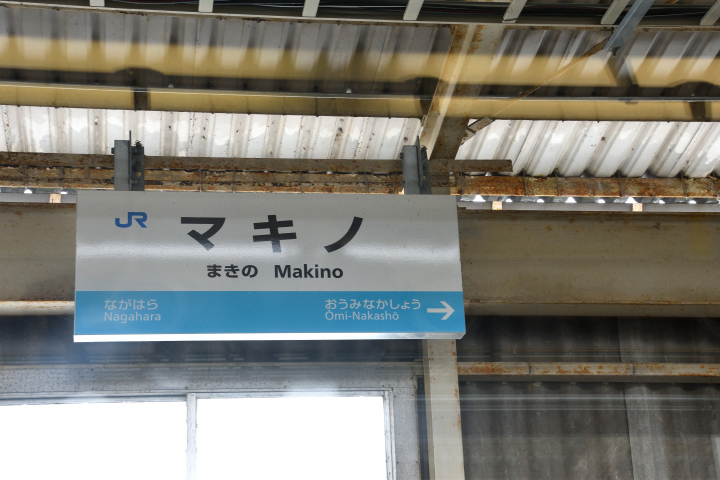 JR マキノ
まきの Makino
ながはら おうみなかしょう →
Nagahara Ōmi-Nakashō